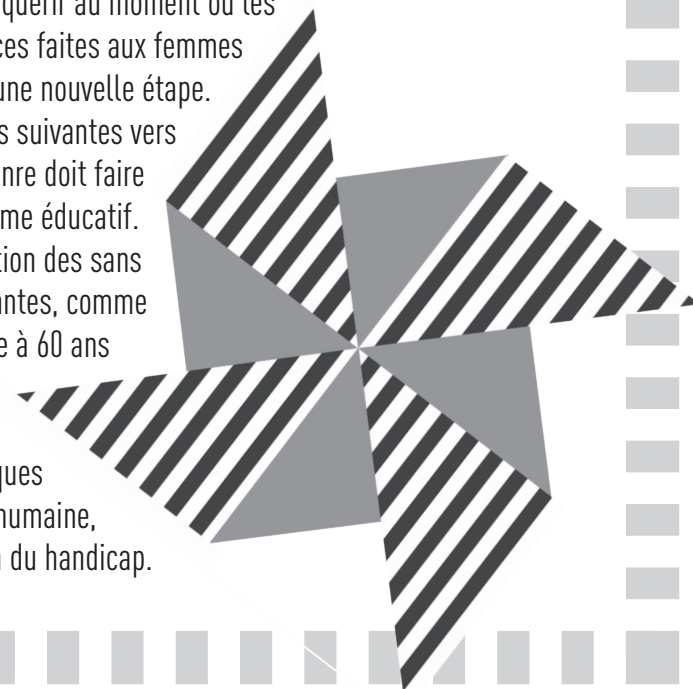 quérir au moment où les
ces faites aux femmes
une nouvelle étape.
s suivantes vers
nre doit faire
me éducatif.
tion des sans
antes, comme
e à 60 ans
ques
humaine,
n du handicap.